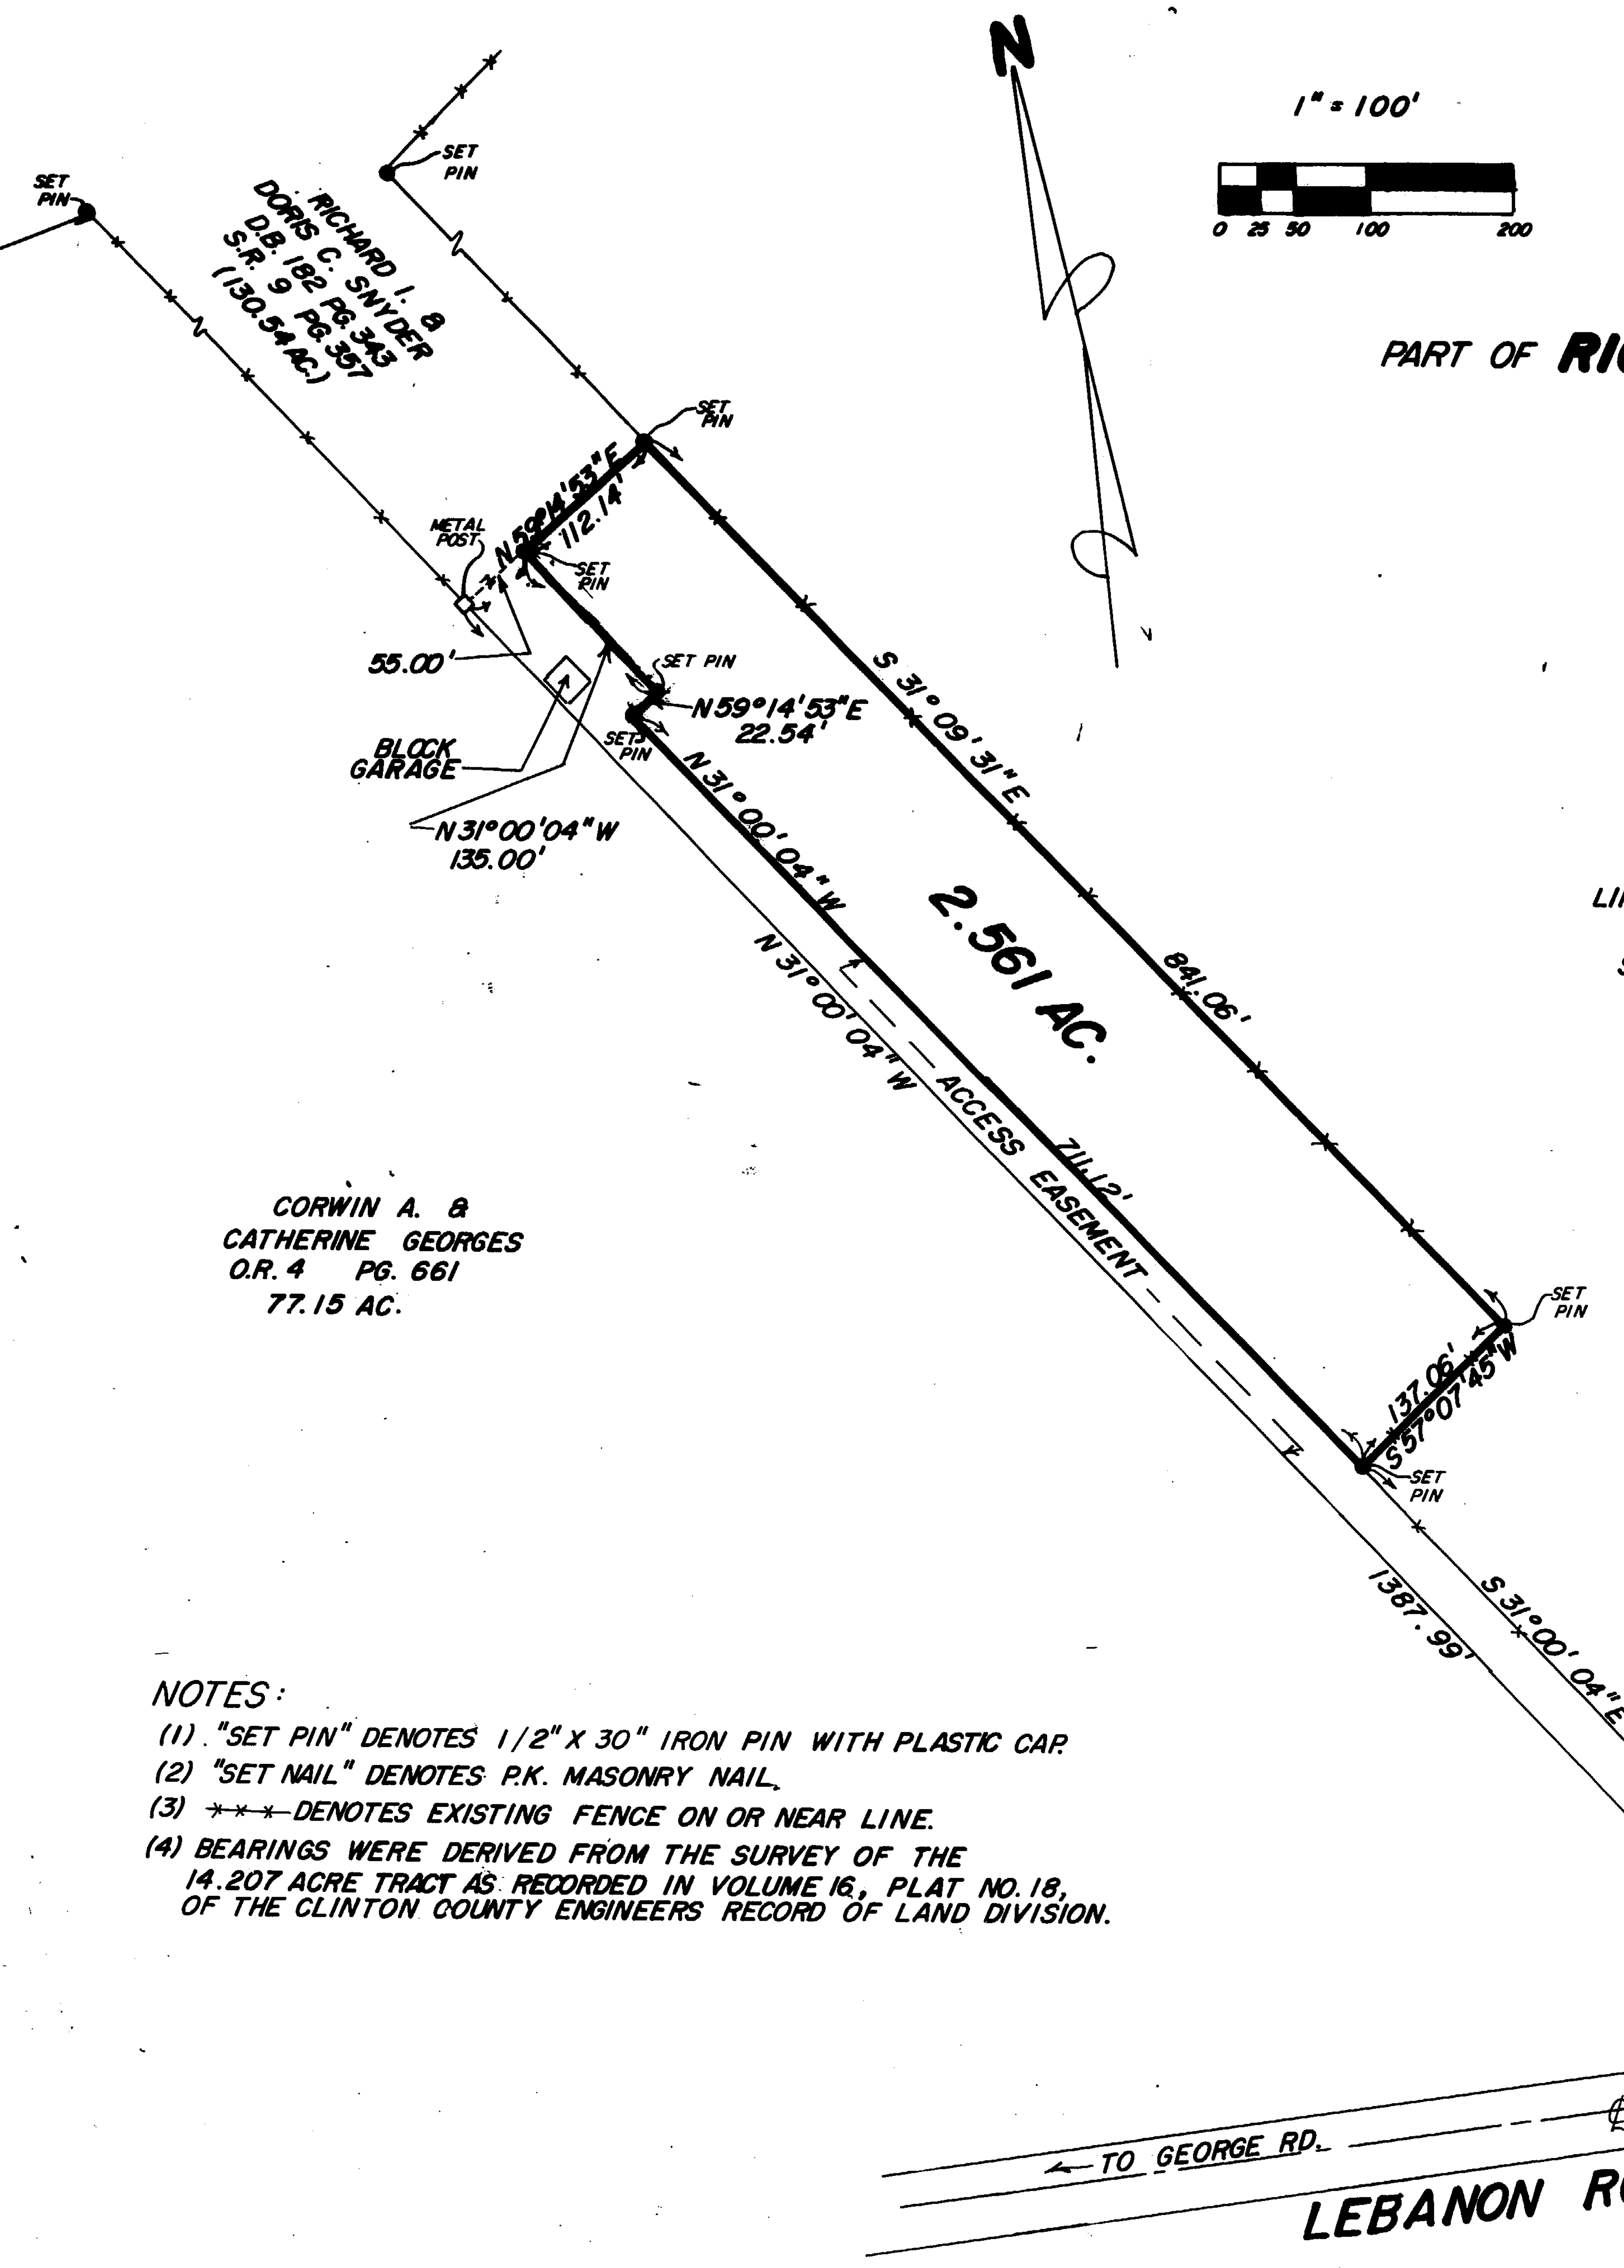 N
1" = 100'
0 25 50 100 200
SET
PIN
SET
PIN
RICHARD I. &
DORIS C. SNYDER
D.B. 182 PG. 343
S.R. 9 PG. 357
(130.54 AC.)
PART OF
SET
PIN
N 59°14'53" E
112.14'
METAL
POST
SET
PIN
55.00'
SET PIN
N 59°14'53" E
22.54'
SET
PIN
BLOCK
GARAGE
N 31°00'04" W
135.00'
S 31°09'31" E
841.06'
N 31°00'04" W
711.12'
2.561 AC.
N 31°00'04" W
1387.99'
ACCESS EASEMENT
CORWIN A. &
CATHERINE GEORGES
O.R. 4 PG. 661
77.15 AC.
SET
PIN
137.06'
S 57°07'45" W
SET
PIN
S 31°00'04" E
NOTES:
(1). "SET PIN" DENOTES 1/2" X 30" IRON PIN WITH PLASTIC CAP.
(2) "SET NAIL" DENOTES P.K. MASONRY NAIL.
(3) x x x DENOTES EXISTING FENCE ON OR NEAR LINE.
(4) BEARINGS WERE DERIVED FROM THE SURVEY OF THE
14.207 ACRE TRACT AS RECORDED IN VOLUME 16, PLAT NO. 18,
OF THE CLINTON COUNTY ENGINEERS RECORD OF LAND DIVISION.
TO GEORGE RD.
LEBANON